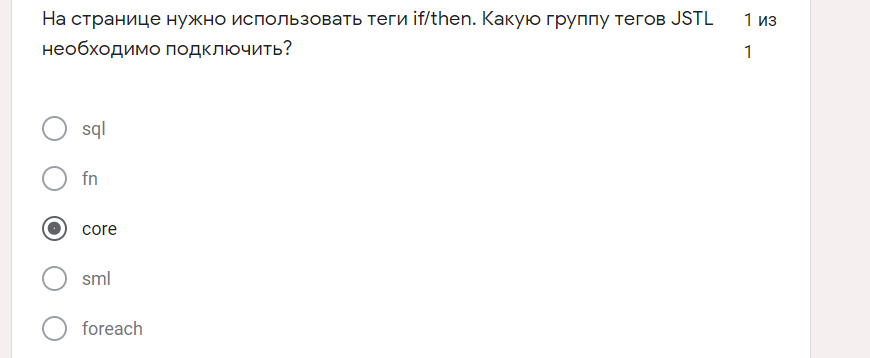 На странице нужно использовать теги if/then. Какую группу тегов JSTL
необходимо подключить?
1 из
1
sql
fn
core
sml
foreach